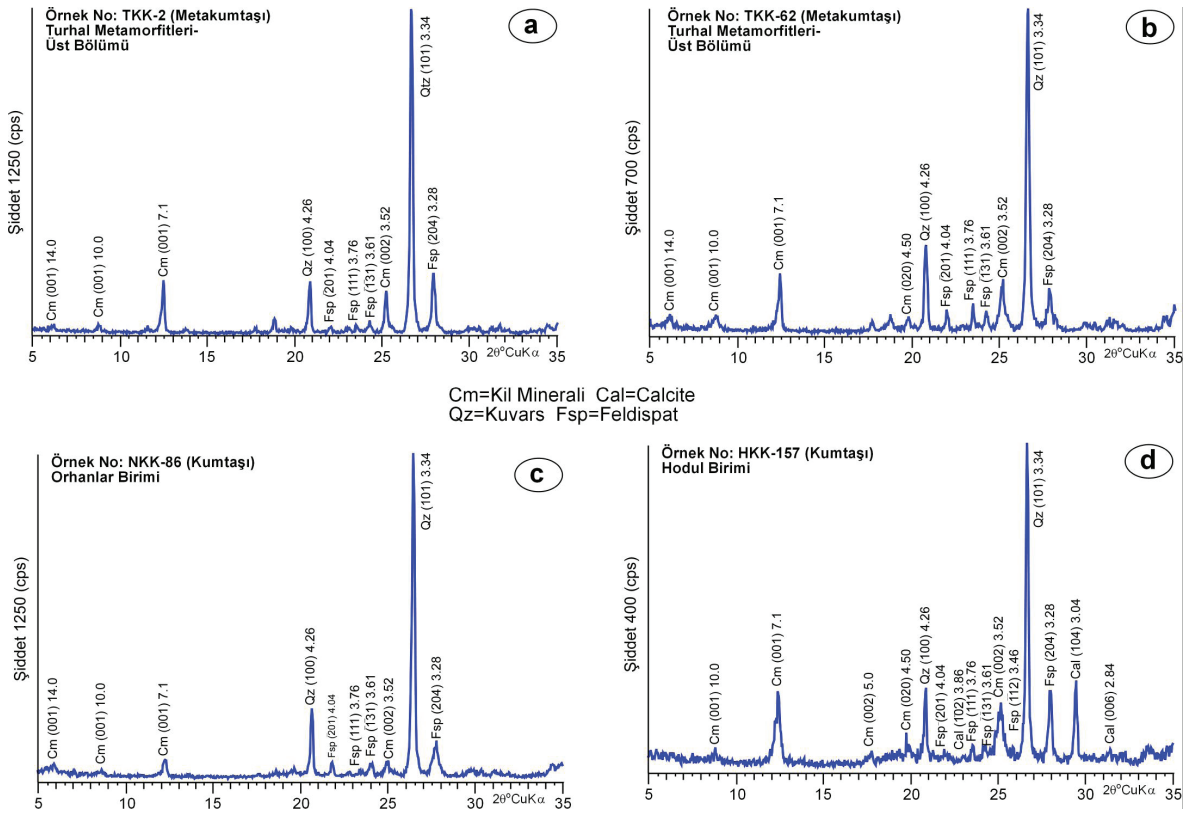 Örnek No: TKK-2 (Metakumtaşı)
Turhal Metamorfitleri-
Üst Bölümü
a
Şiddet 1250 (cps)
Cm (001) 14.0
Cm (001) 10.0
Cm (001) 7.1
Qz (100) 4.26
Fsp (201) 4.04
Fsp (111) 3.76
Fsp (131) 3.61
Cm (002) 3.52
Qtz (101) 3.34
Fsp (204) 3.28
5 10 15 20 25 30 35
2θºCuKα
Örnek No: TKK-62 (Metakumtaşı)
Turhal Metamorfitleri-
Üst Bölümü
b
Şiddet 700 (cps)
Cm (001) 14.0
Cm (001) 10.0
Cm (001) 7.1
Cm (020) 4.50
Qz (100) 4.26
Fsp (201) 4.04
Fsp (111) 3.76
Fsp (131) 3.61
Cm (002) 3.52
Qz (101) 3.34
Fsp (204) 3.28
5 10 15 20 25 30 35
2θºCuKα
Cm=Kil Minerali Cal=Calcite
Qz=Kuvars Fsp=Feldispat
Örnek No: NKK-86 (Kumtaşı)
Orhanlar Birimi
c
Şiddet 1250 (cps)
Cm (001) 14.0
Cm (001) 10.0
Cm (001) 7.1
Qz (100) 4.26
Fsp (201) 4.04
Fsp (111) 3.76
Fsp (131) 3.61
Cm (002) 3.52
Qz (101) 3.34
Fsp (204) 3.28
5 10 15 20 25 30 35
2θºCuKα
Örnek No: HKK-157 (Kumtaşı)
Hodul Birimi
d
Şiddet 400 (cps)
Cm (001) 10.0
Cm (001) 7.1
Cm (002) 5.0
Cm (020) 4.50
Qz (100) 4.26
Fsp (201) 4.04
Cal (102) 3.86
Fsp (111) 3.76
Fsp (131) 3.61
Cm (002) 3.52
Fsp (112) 3.46
Qz (101) 3.34
Fsp (204) 3.28
Cal (104) 3.04
Cal (006) 2.84
5 10 15 20 25 30 35
2θºCuKα